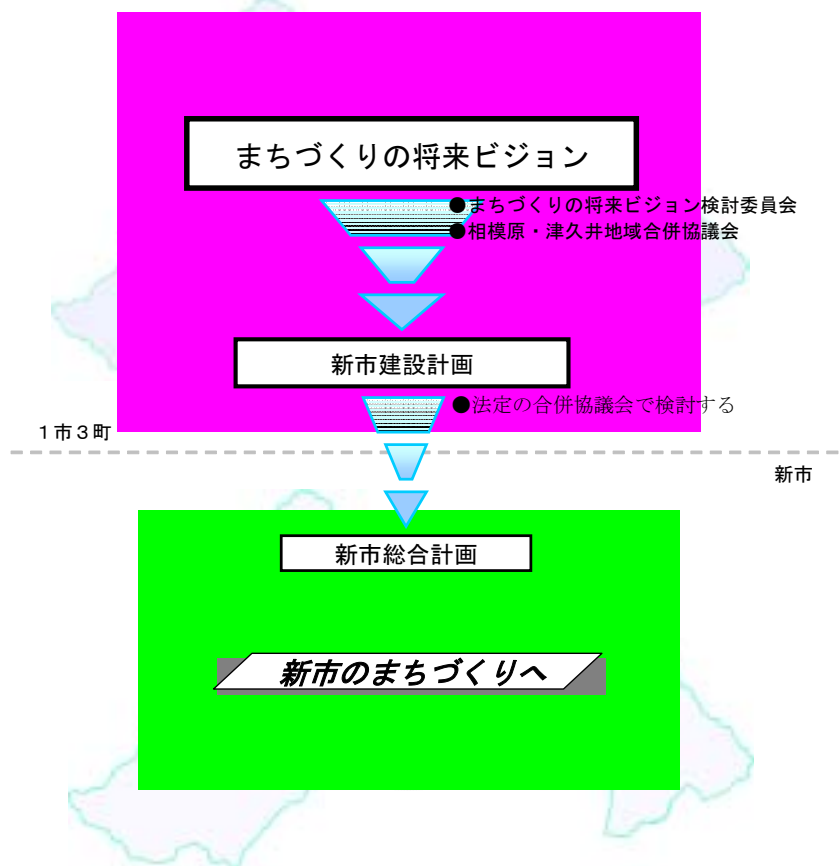 まちづくりの将来ビジョン
●まちづくりの将来ビジョン検討委員会
●相模原・津久井地域合併協議会
新市建設計画
●法定の合併協議会で検討する
1市3町
新市
新市総合計画
新市のまちづくりへ